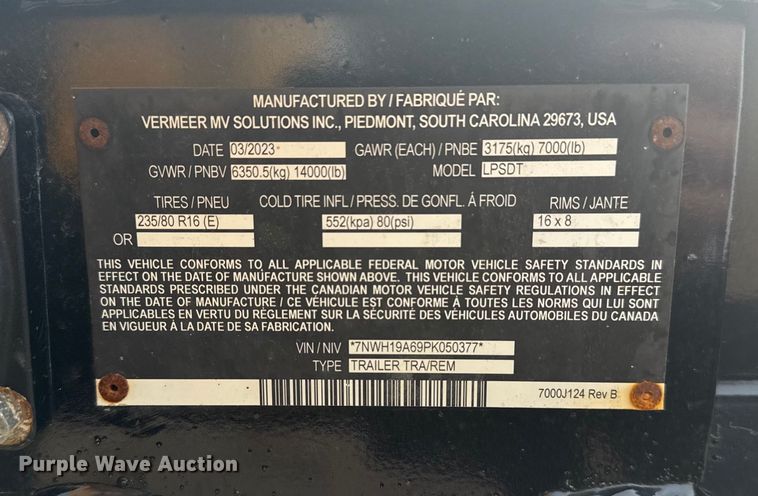 MANUFACTURED BY / FABRIQUÉ PAR:
VERMEER MV SOLUTIONS INC., PIEDMONT, SOUTH CAROLINA 29673, USA
DATE 03/2023 GAWR (EACH) / PNBE 3175(kg) 7000(lb)
GVWR / PNBV 6350.5(kg) 14000(lb) MODEL LPSDT
TIRES / PNEU COLD TIRE INFL / PRESS. DE GONFL. À FROID RIMS / JANTE
235/80 R16 (E) 552(kpa) 80(psi) 16 x 8
OR
THIS VEHICLE CONFORMS TO ALL APPLICABLE FEDERAL MOTOR VEHICLE SAFETY STANDARDS IN
EFFECT ON THE DATE OF MANUFACTURE SHOWN ABOVE. THIS VEHICLE CONFORMS TO ALL APPLICABLE
STANDARDS PRESCRIBED UNDER THE CANADIAN MOTOR VEHICLE SAFETY REGULATIONS IN EFFECT
ON THE DATE OF MANUFACTURE / CE VÉHICULE EST CONFORME À TOUTES LES NORMS QUI LUI SONT
APPLICABLES EN VERTU DU RÈGLEMENT SUR LA SÉCURITÉ DES VÉHICULES AUTOMOBILES DU CANADA
EN VIGUEUR À LA DATE DE SA FABRICATION.
VIN / NIV *7NWH19A69PK050377*
TYPE TRAILER TRA/REM
7000J124 Rev B
Purple Wave Auction